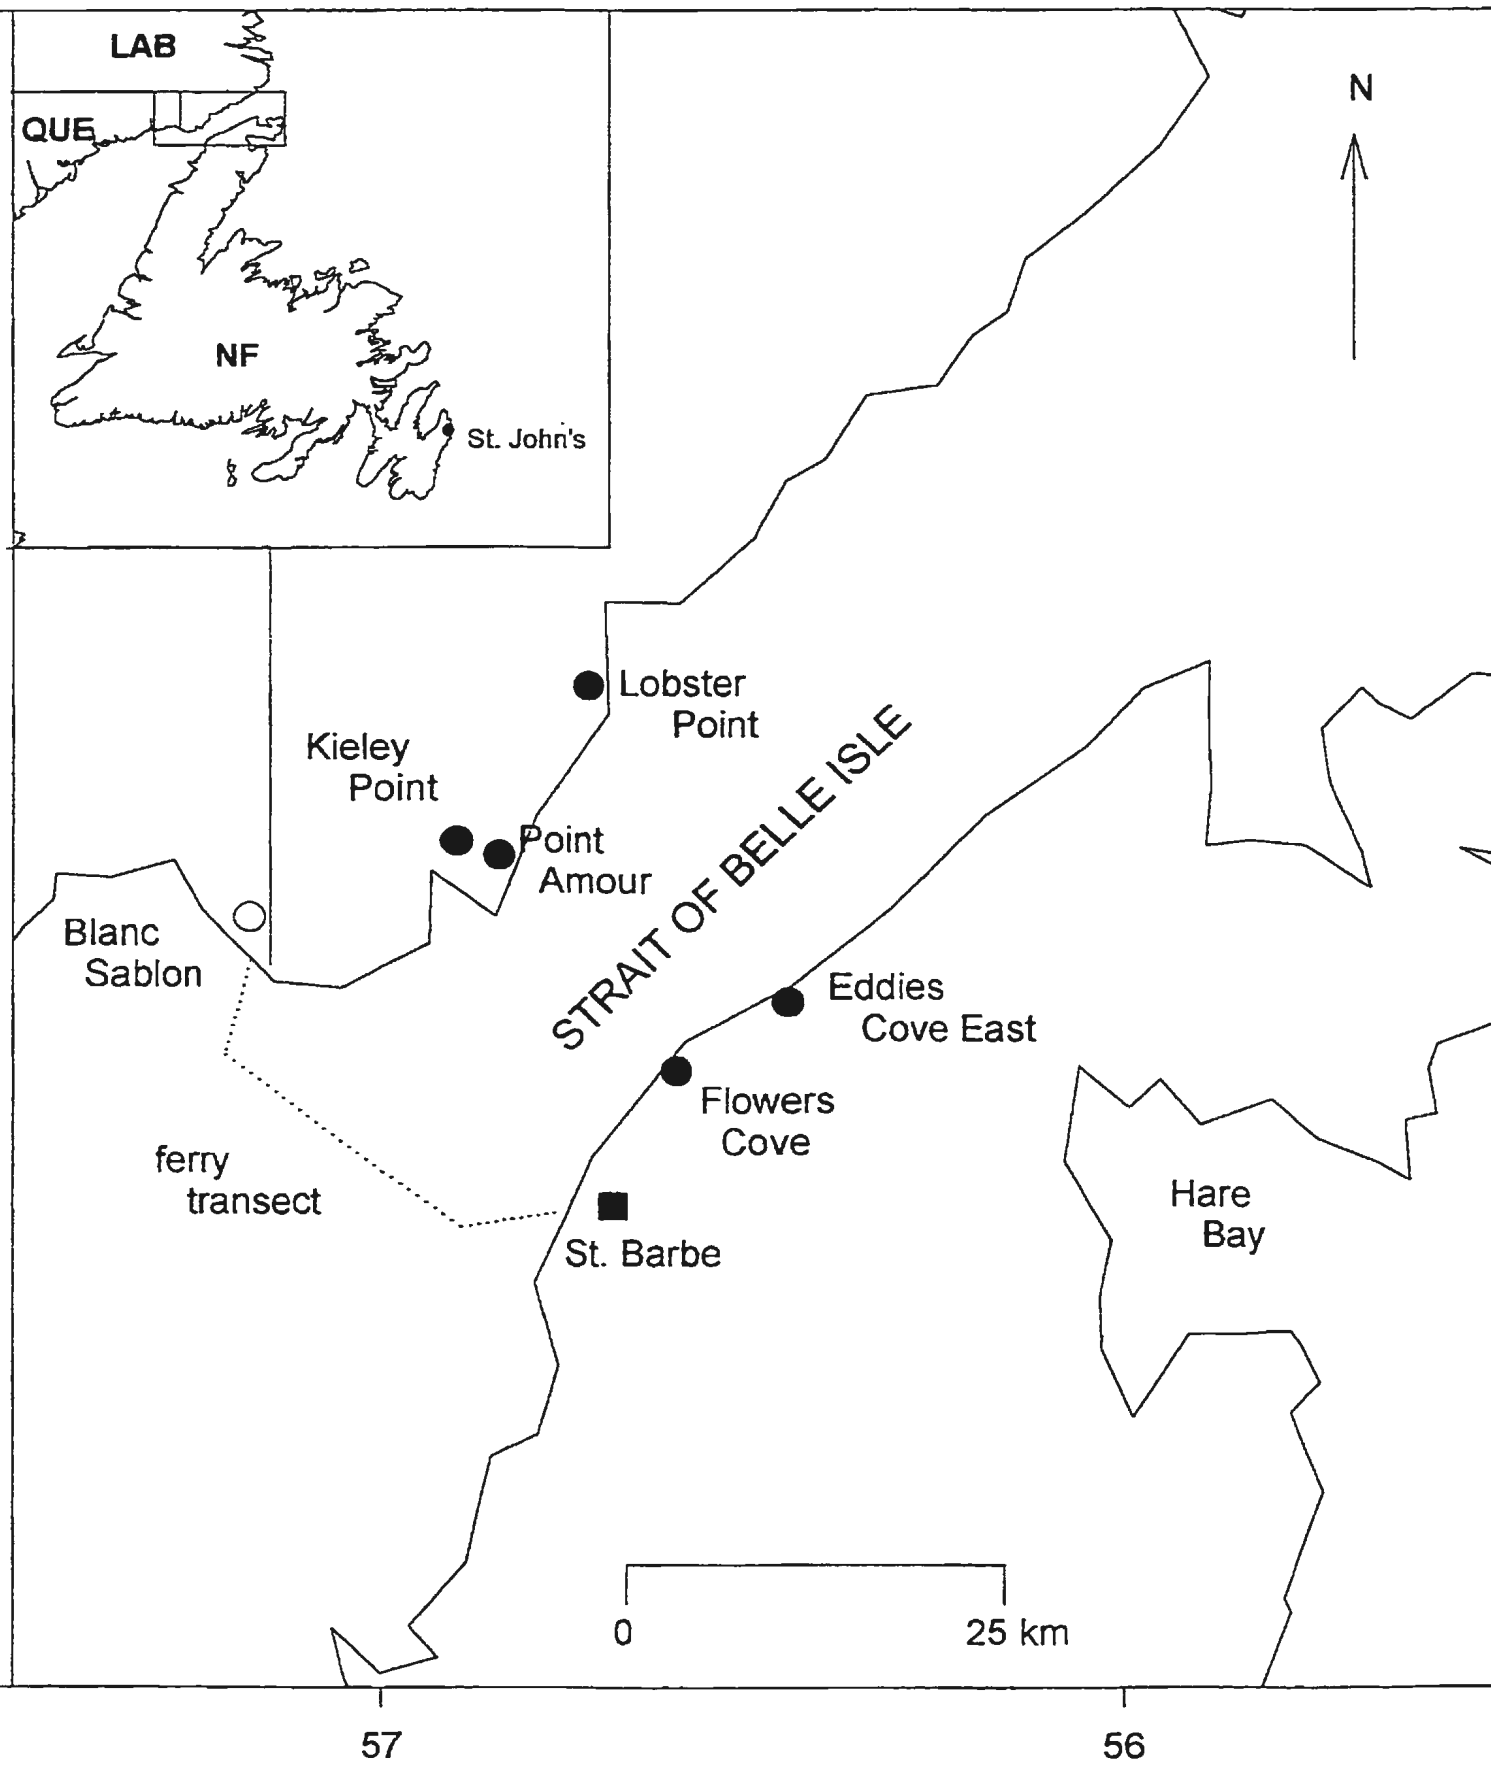 LAB
QUE
NF
St. John's
N
Lobster
Point
Kieley
Point
Point
Amour
STRAIT OF BELLE ISLE
Blanc
Sablon
Eddies
Cove East
Flowers
Cove
ferry
transect
St. Barbe
Hare
Bay
0 25 km
57 56